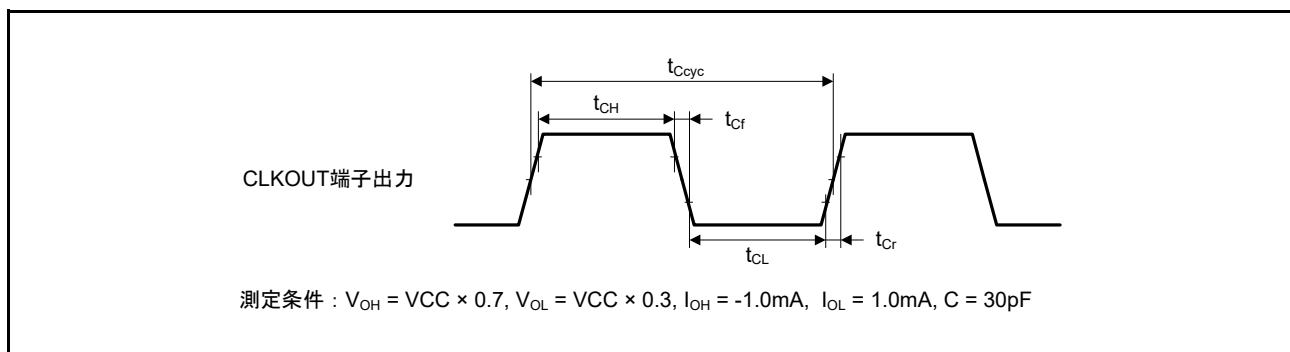 tCcyc
tCH
tCf
CLKOUT端子出力
tCL
tCr
測定条件：VOH = VCC × 0.7, VOL = VCC × 0.3, IOH = -1.0mA, IOL = 1.0mA, C = 30pF